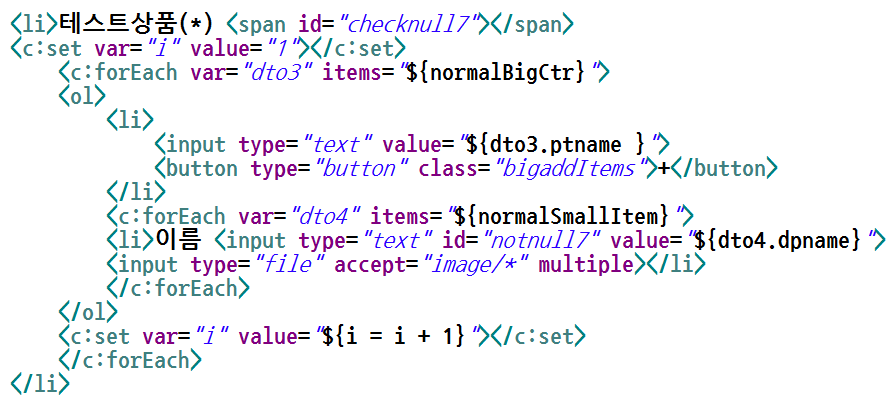 <li>테스트상품(*) <span id="checknull7"></span>
<c:set var="i" value="1"></c:set>
<c:forEach var="dto3" items="${normalBigCtr}">
<ol>
<li>
<input type="text" value="${dto3.ptname }">
<button type="button" class="bigaddItems">+</button>
</li>
<c:forEach var="dto4" items="${normalSmallItem}">
<li>이름 <input type="text" id="notnull7" value="${dto4.dpname}">
<input type="file" accept="image/*" multiple></li>
</c:forEach>
</ol>
<c:set var="i" value="${i = i + 1}"></c:set>
</c:forEach>
</li>